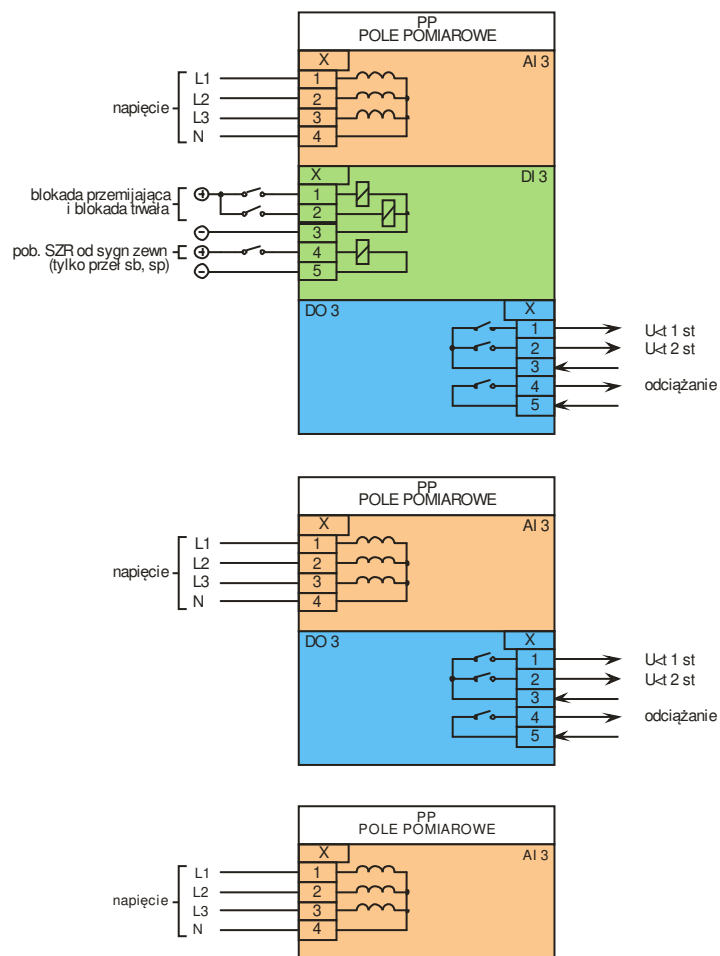 PP
POLE POMIAROWE
X
AI 3
L1
1
L2
2
napięcie
L3
3
N
4
X
DI 3
blokada przemijająca
i blokada trwała
1
2
3
pob. SZR od sygn zewn
(tylko przeł sb, sp)
4
5
DO 3
X
1
U<t 1 st
2
U<t 2 st
3
4
odciążanie
5
PP
POLE POMIAROWE
X
AI 3
L1
1
L2
2
napięcie
L3
3
N
4
DO 3
X
1
U<t 1 st
2
U<t 2 st
3
4
odciążanie
5
PP
POLE POMIAROWE
X
AI 3
L1
1
L2
2
napięcie
L3
3
N
4